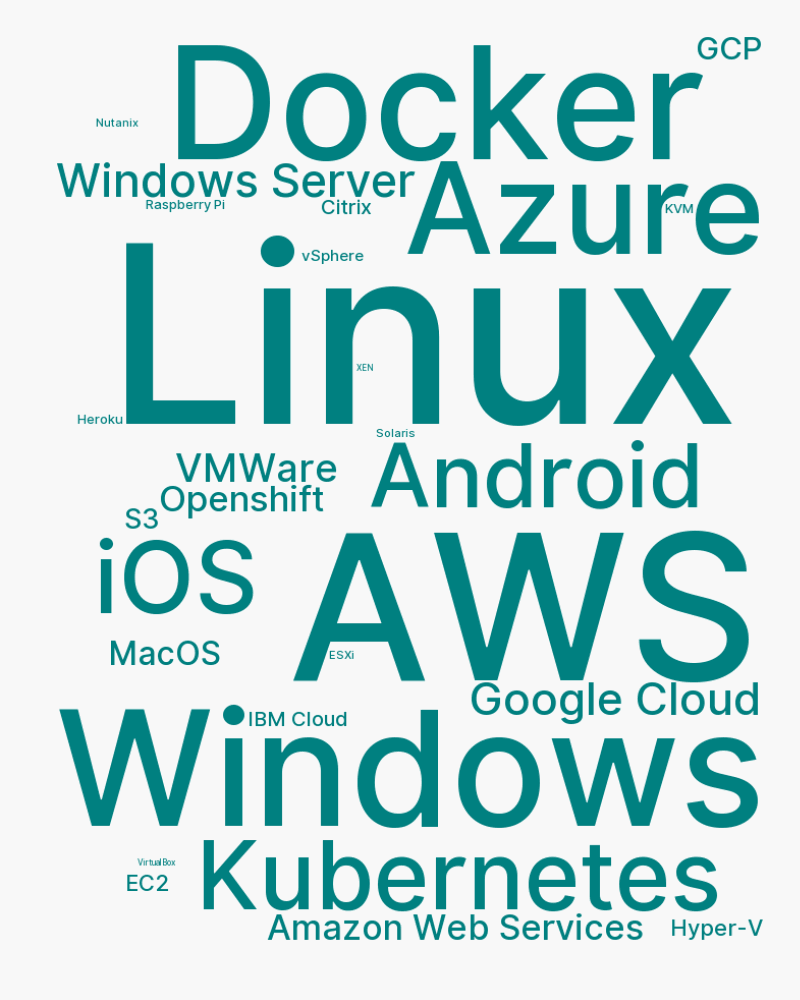 GCP
Docker
Nutanix
Windows Server
Azure
Raspberry Pi
Citrix
KVM
vSphere
Linux
XEN
Heroku
Solaris
VMWare
Android
Openshift
S3
iOS
AWS
MacOS
ESXi
Google Cloud
IBM Cloud
Windows
Kubernetes
VirtualBox
EC2
Amazon Web Services
Hyper-V